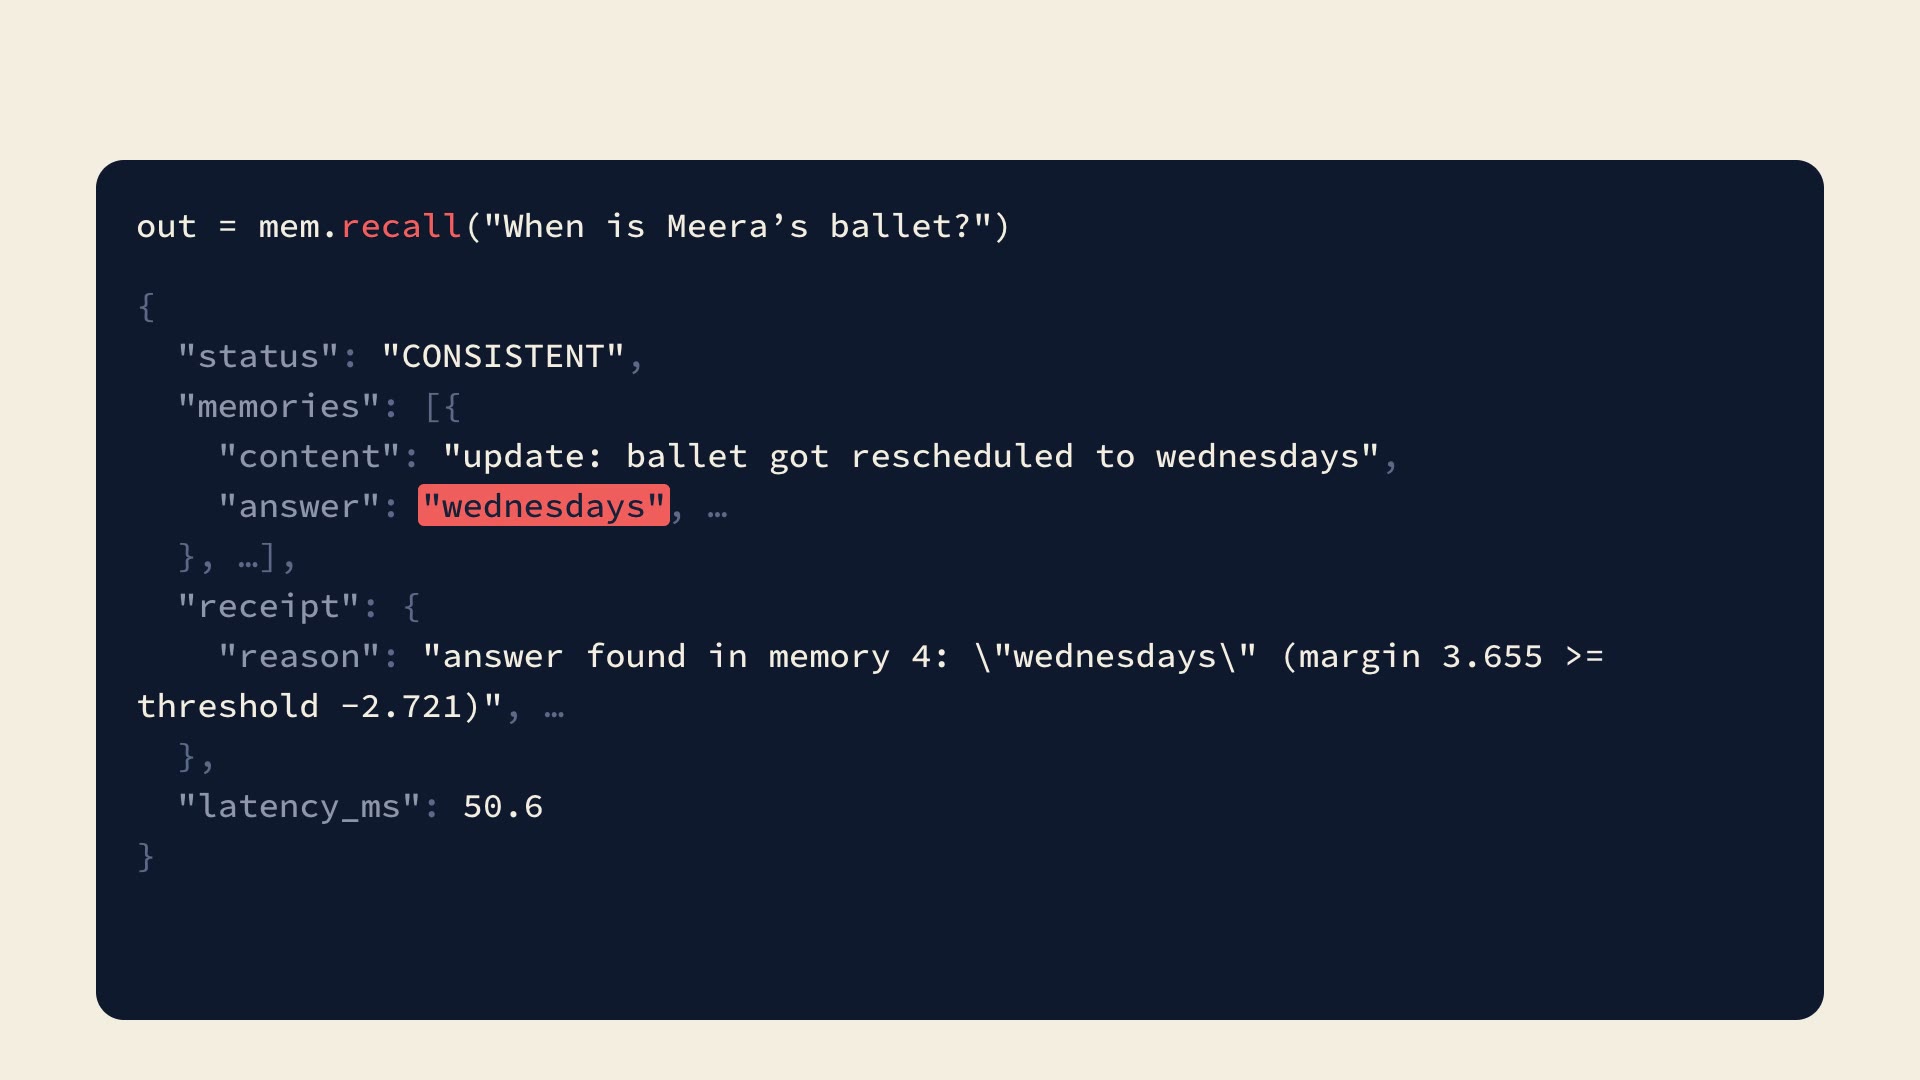 out = mem.recall("When is Meera’s ballet?")
{
  "status": "CONSISTENT",
  "memories": [{
    "content": "update: ballet got rescheduled to wednesdays",
    "answer": "wednesdays", …
  }, …],
  "receipt": {
    "reason": "answer found in memory 4: \"wednesdays\" (margin 3.655 >=
threshold -2.721)", …
  },
  "latency_ms": 50.6
}